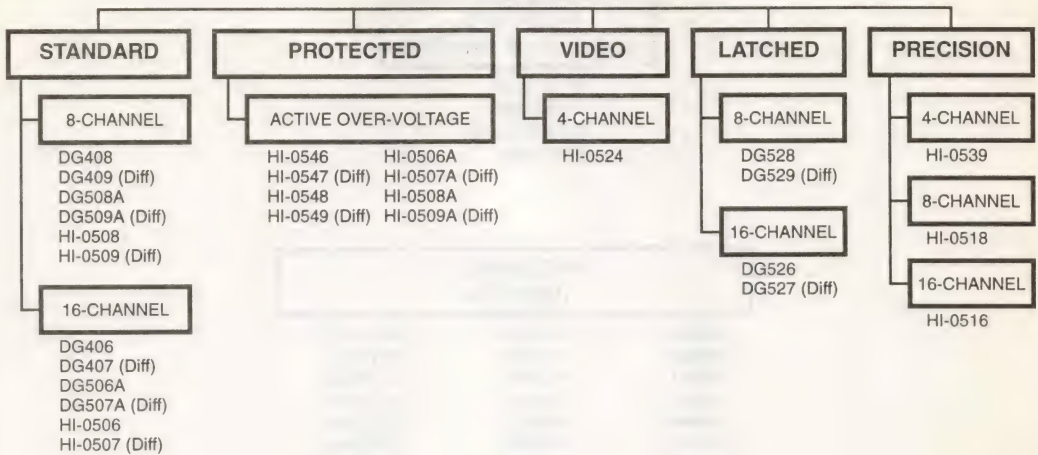 STANDARD
8-CHANNEL
DG408
DG409 (Diff)
DG508A
DG509A (Diff)
HI-0508
HI-0509 (Diff)
16-CHANNEL
DG406
DG407 (Diff)
DG506A
DG507A (Diff)
HI-0506
HI-0507 (Diff)
PROTECTED
ACTIVE OVER-VOLTAGE
HI-0546 HI-0506A
HI-0547 (Diff) HI-0507A (Diff)
HI-0548 HI-0508A
HI-0549 (Diff) HI-0509A (Diff)
VIDEO
4-CHANNEL
HI-0524
LATCHED
8-CHANNEL
DG528
DG529 (Diff)
16-CHANNEL
DG526
DG527 (Diff)
PRECISION
4-CHANNEL
HI-0539
8-CHANNEL
HI-0518
16-CHANNEL
HI-0516